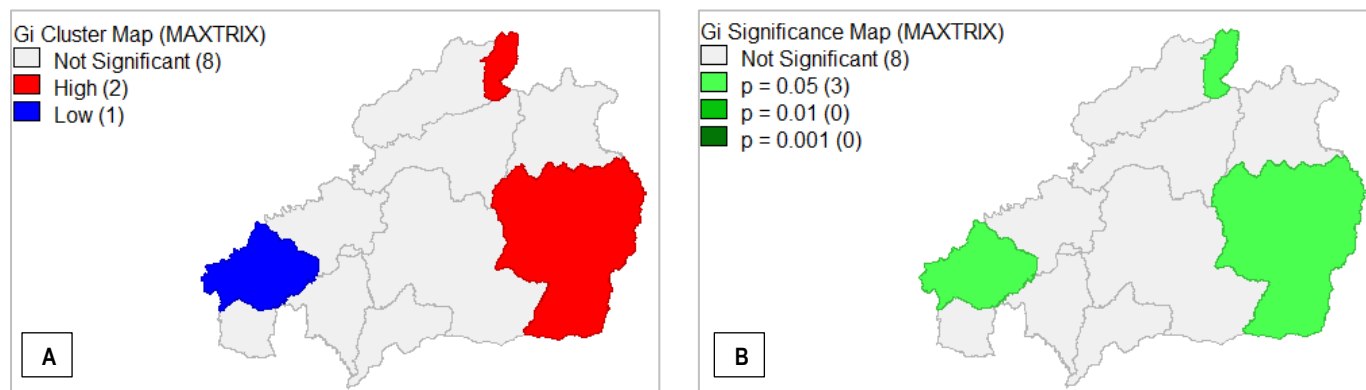 Gi Cluster Map (MAXTRIX)
Not Significant (8)
High (2)
Low (1)
A
Gi Significance Map (MAXTRIX)
Not Significant (8)
p = 0.05 (3)
p = 0.01 (0)
p = 0.001 (0)
B